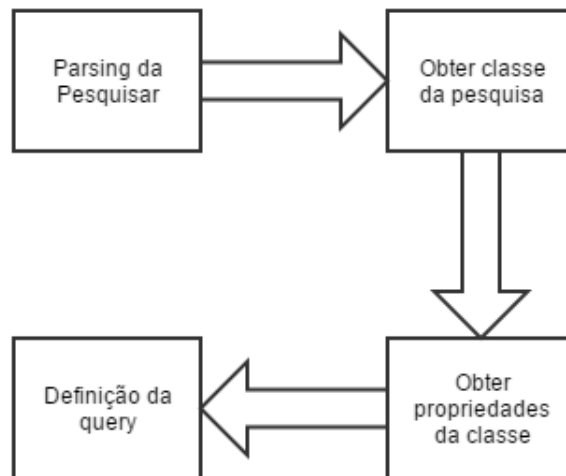 Parsing da
Pesquisar
Obter classe
da pesquisa
Obter
propriedades
da classe
Definição da
query